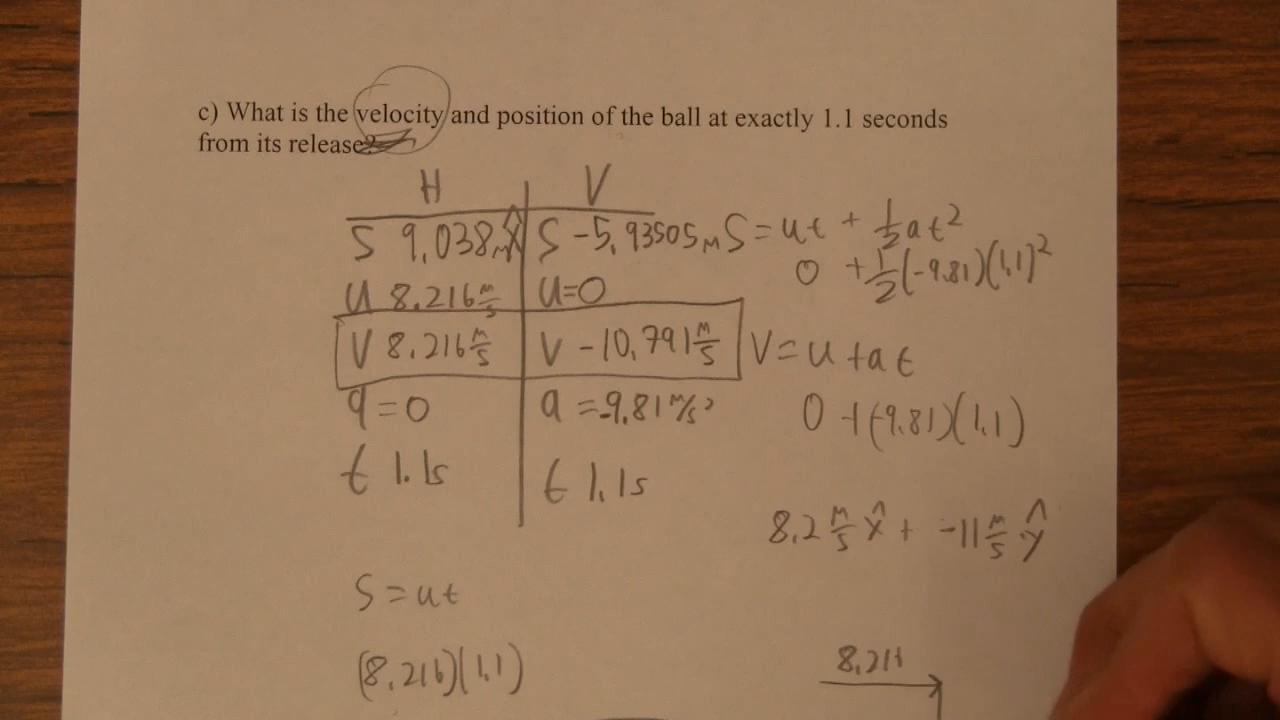 c) What is the velocity and position of the ball at exactly 1.1 seconds
from its release?
H V
S 9.038m x̂ S -5.93505m S = ut + ½at²
0 + ½(-9.81)(1.1)²
u 8.216 m/s u=0
V 8.216 m/s V -10.791 m/s V = u + at
a = 0 a = -9.81 m/s² 0 + (-9.81)(1.1)
t 1.1s t 1.1s
8.2 m/s x̂ + -11 m/s ŷ
S = ut
(8.216)(1.1) 8.216